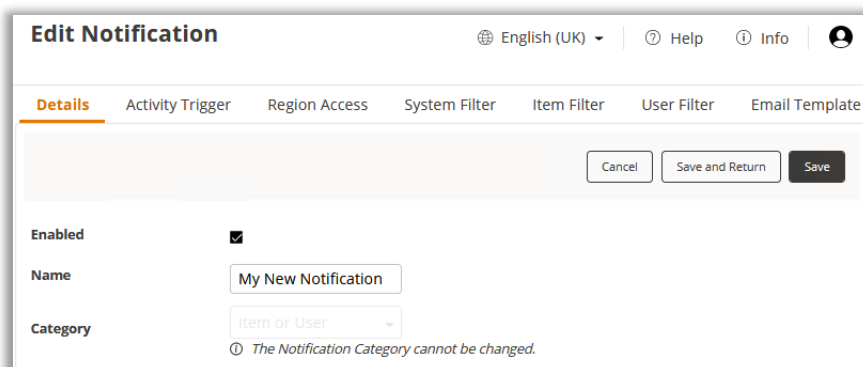 Edit Notification
English (UK)
Help
Info
Details Activity Trigger Region Access System Filter Item Filter User Filter Email Template
Cancel Save and Return Save
Enabled
Name My New Notification
Category Item or User
The Notification Category cannot be changed.